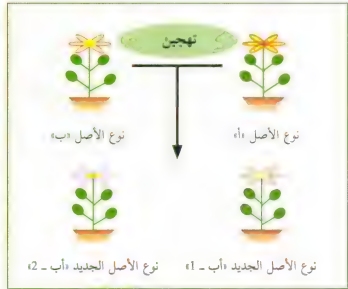 تهجين
نوع الأصل «أ»
نوع الأصل «ب»
نوع الأصل الجديد «أب ـ 1»
نوع الأصل الجديد «أب ـ 2»